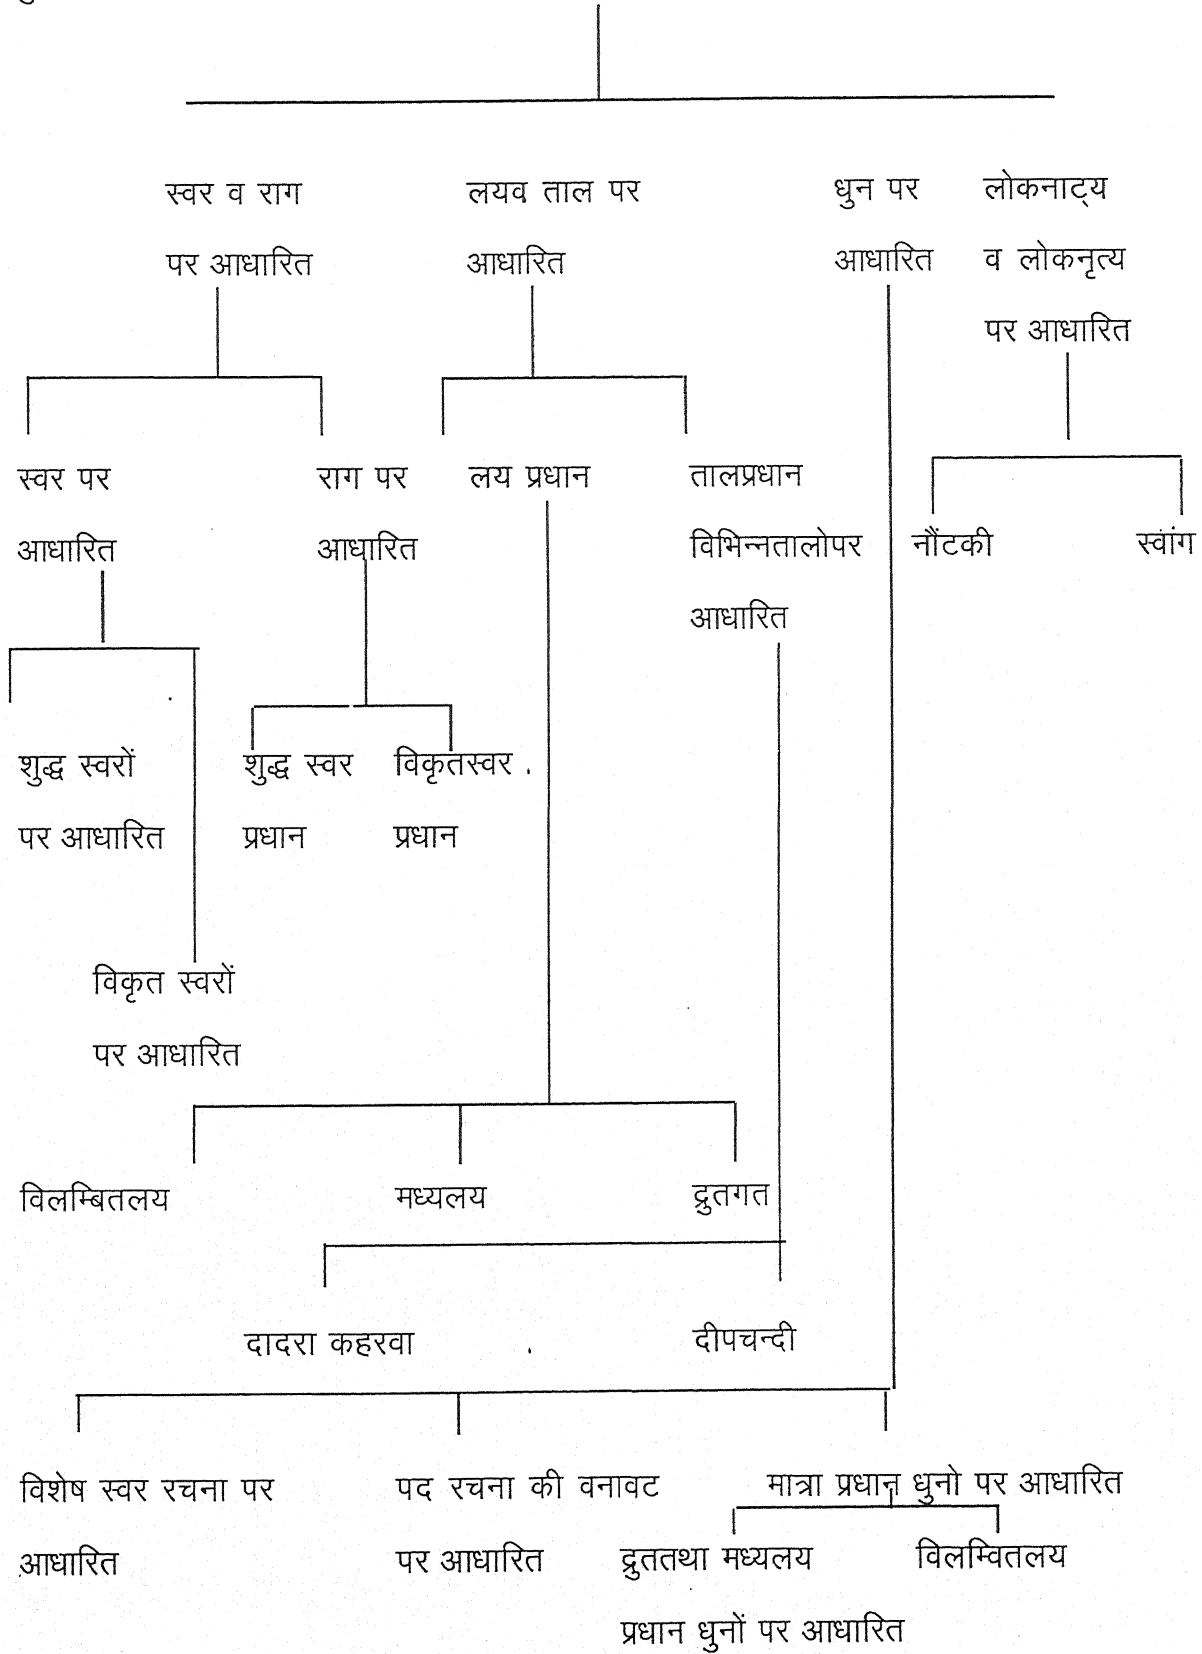 स्वर व राग
पर आधारित
लयव ताल पर
आधारित
धुन पर
आधारित
लोकनाट्य
व लोकनृत्य
पर आधारित
स्वर पर
आधारित
राग पर
आधारित
लय प्रधान
तालप्रधान
विभिन्नतालोपर
आधारित
नौंटकी
स्वांग
शुद्ध स्वरों
पर आधारित
शुद्ध स्वर
प्रधान
विकृतस्वर
प्रधान
विकृत स्वरों
पर आधारित
विलम्बितलय
मध्यलय
द्रुतगत
दादरा कहरवा
दीपचन्दी
विशेष स्वर रचना पर
आधारित
पद रचना की वनावट
पर आधारित
मात्रा प्रधान धुनो पर आधारित
द्रुततथा मध्यलय
प्रधान धुनों पर आधारित
विलम्वितलय